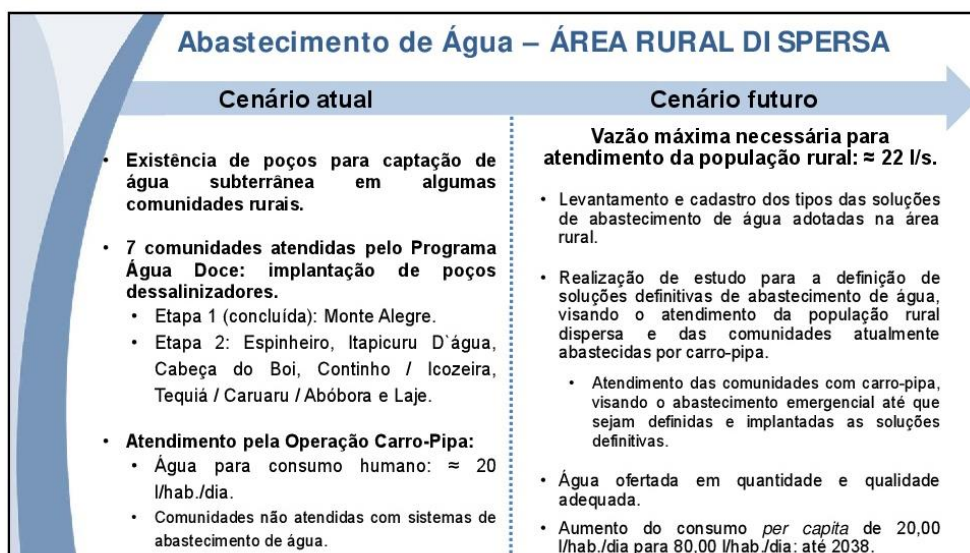 Abastecimento de Água – ÁREA RURAL DI SPERSA
Cenário atual
• Existência de poços para captação de
água subterrânea em algumas
comunidades rurais.
• 7 comunidades atendidas pelo Programa
Água Doce: implantação de poços
dessalinizadores.
• Etapa 1 (concluída): Monte Alegre.
• Etapa 2: Espinheiro, Itapicuru D`água,
Cabeça do Boi, Continho / Icozeira,
Tequiá / Caruaru / Abóbora e Laje.
• Atendimento pela Operação Carro-Pipa:
• Água para consumo humano: ≈ 20
l/hab./dia.
• Comunidades não atendidas com sistemas de
abastecimento de água.
Cenário futuro
Vazão máxima necessária para
atendimento da população rural: ≈ 22 l/s.
• Levantamento e cadastro dos tipos das soluções
de abastecimento de água adotadas na área
rural.
• Realização de estudo para a definição de
soluções definitivas de abastecimento de água,
visando o atendimento da população rural
dispersa e das comunidades atualmente
abastecidas por carro-pipa.
• Atendimento das comunidades com carro-pipa,
visando o abastecimento emergencial até que
sejam definidas e implantadas as soluções
definitivas.
• Água ofertada em quantidade e qualidade
adequada.
• Aumento do consumo per capita de 20,00
l/hab./dia para 80,00 l/hab./dia: até 2038.